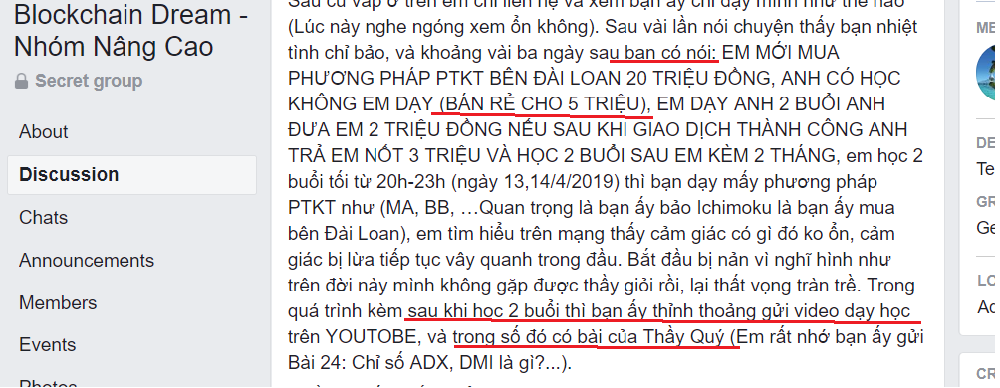 Blockchain Dream -
Nhóm Nâng Cao
Secret group
About
Discussion
Chats
Announcements
Members
Events
Photos
Sau cú vấp ở trên em chỉ liên hệ và xem bạn ấy chỉ dạy mình như thế nào
(Lúc này nghe ngóng xem ổn không). Sau vài lần nói chuyện thấy bạn nhiệt
tình chỉ bảo, và khoảng vài ba ngày sau bạn có nói: EM MỚI MUA
PHƯƠNG PHÁP PTKT BÊN ĐÀI LOAN 20 TRIỆU ĐỒNG, ANH CÓ HỌC
KHÔNG EM DẠY (BÁN RẺ CHO 5 TRIỆU), EM DẠY ANH 2 BUỔI ANH
ĐƯA EM 2 TRIỆU ĐỒNG NẾU SAU KHI GIAO DỊCH THÀNH CÔNG ANH
TRẢ EM NỐT 3 TRIỆU VÀ HỌC 2 BUỔI SAU EM KÈM 2 THÁNG, em học 2
buổi tối từ 20h-23h (ngày 13,14/4/2019) thì bạn dạy mấy phương pháp
PTKT như (MA, BB, …Quan trọng là bạn ấy bảo Ichimoku là bạn ấy mua
bên Đài Loan), em tìm hiểu trên mạng thấy cảm giác có gì đó ko ổn, cảm
giác bị lừa tiếp tục vây quanh trong đầu. Bắt đầu bị nản vì nghĩ hình như
trên đời này mình không gặp được thầy giỏi rồi, lại thất vọng tràn trề. Trong
quá trình kèm sau khi học 2 buổi thì bạn ấy thỉnh thoảng gửi video dạy học
trên YOUTOBE, và trong số đó có bài của Thầy Quý (Em rất nhớ bạn ấy gửi
Bài 24: Chỉ số ADX, DMI là gì?...).